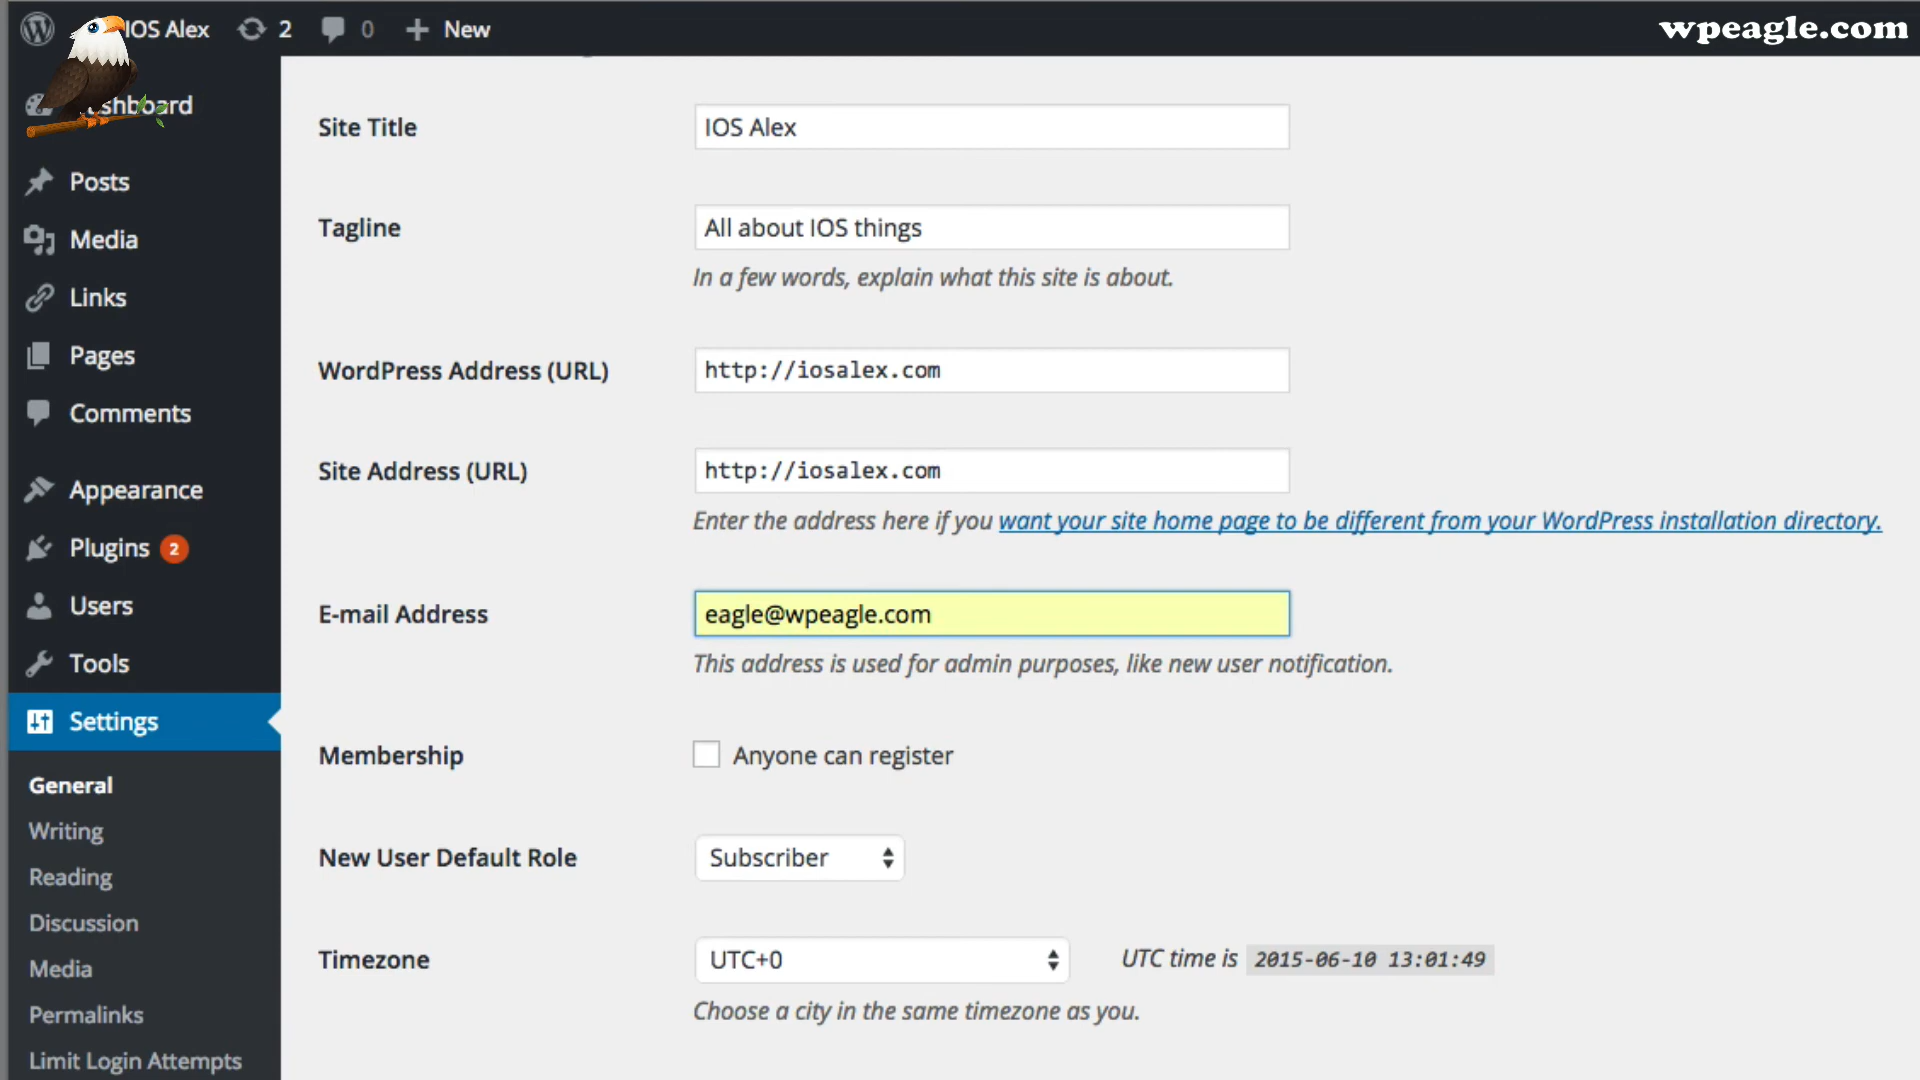 IOS Alex 2 0 New
wpeagle.com
shboard
Posts
Media
Links
Pages
Comments
Appearance
Plugins 2
Users
Tools
Settings
General
Writing
Reading
Discussion
Media
Permalinks
Limit Login Attempts
Site Title IOS Alex
Tagline All about IOS things
In a few words, explain what this site is about.
WordPress Address (URL) http://iosalex.com
Site Address (URL) http://iosalex.com
Enter the address here if you want your site home page to be different from your WordPress installation directory.
E-mail Address eagle@wpeagle.com
This address is used for admin purposes, like new user notification.
Membership Anyone can register
New User Default Role Subscriber
Timezone UTC+0 UTC time is 2015-06-10 13:01:49
Choose a city in the same timezone as you.